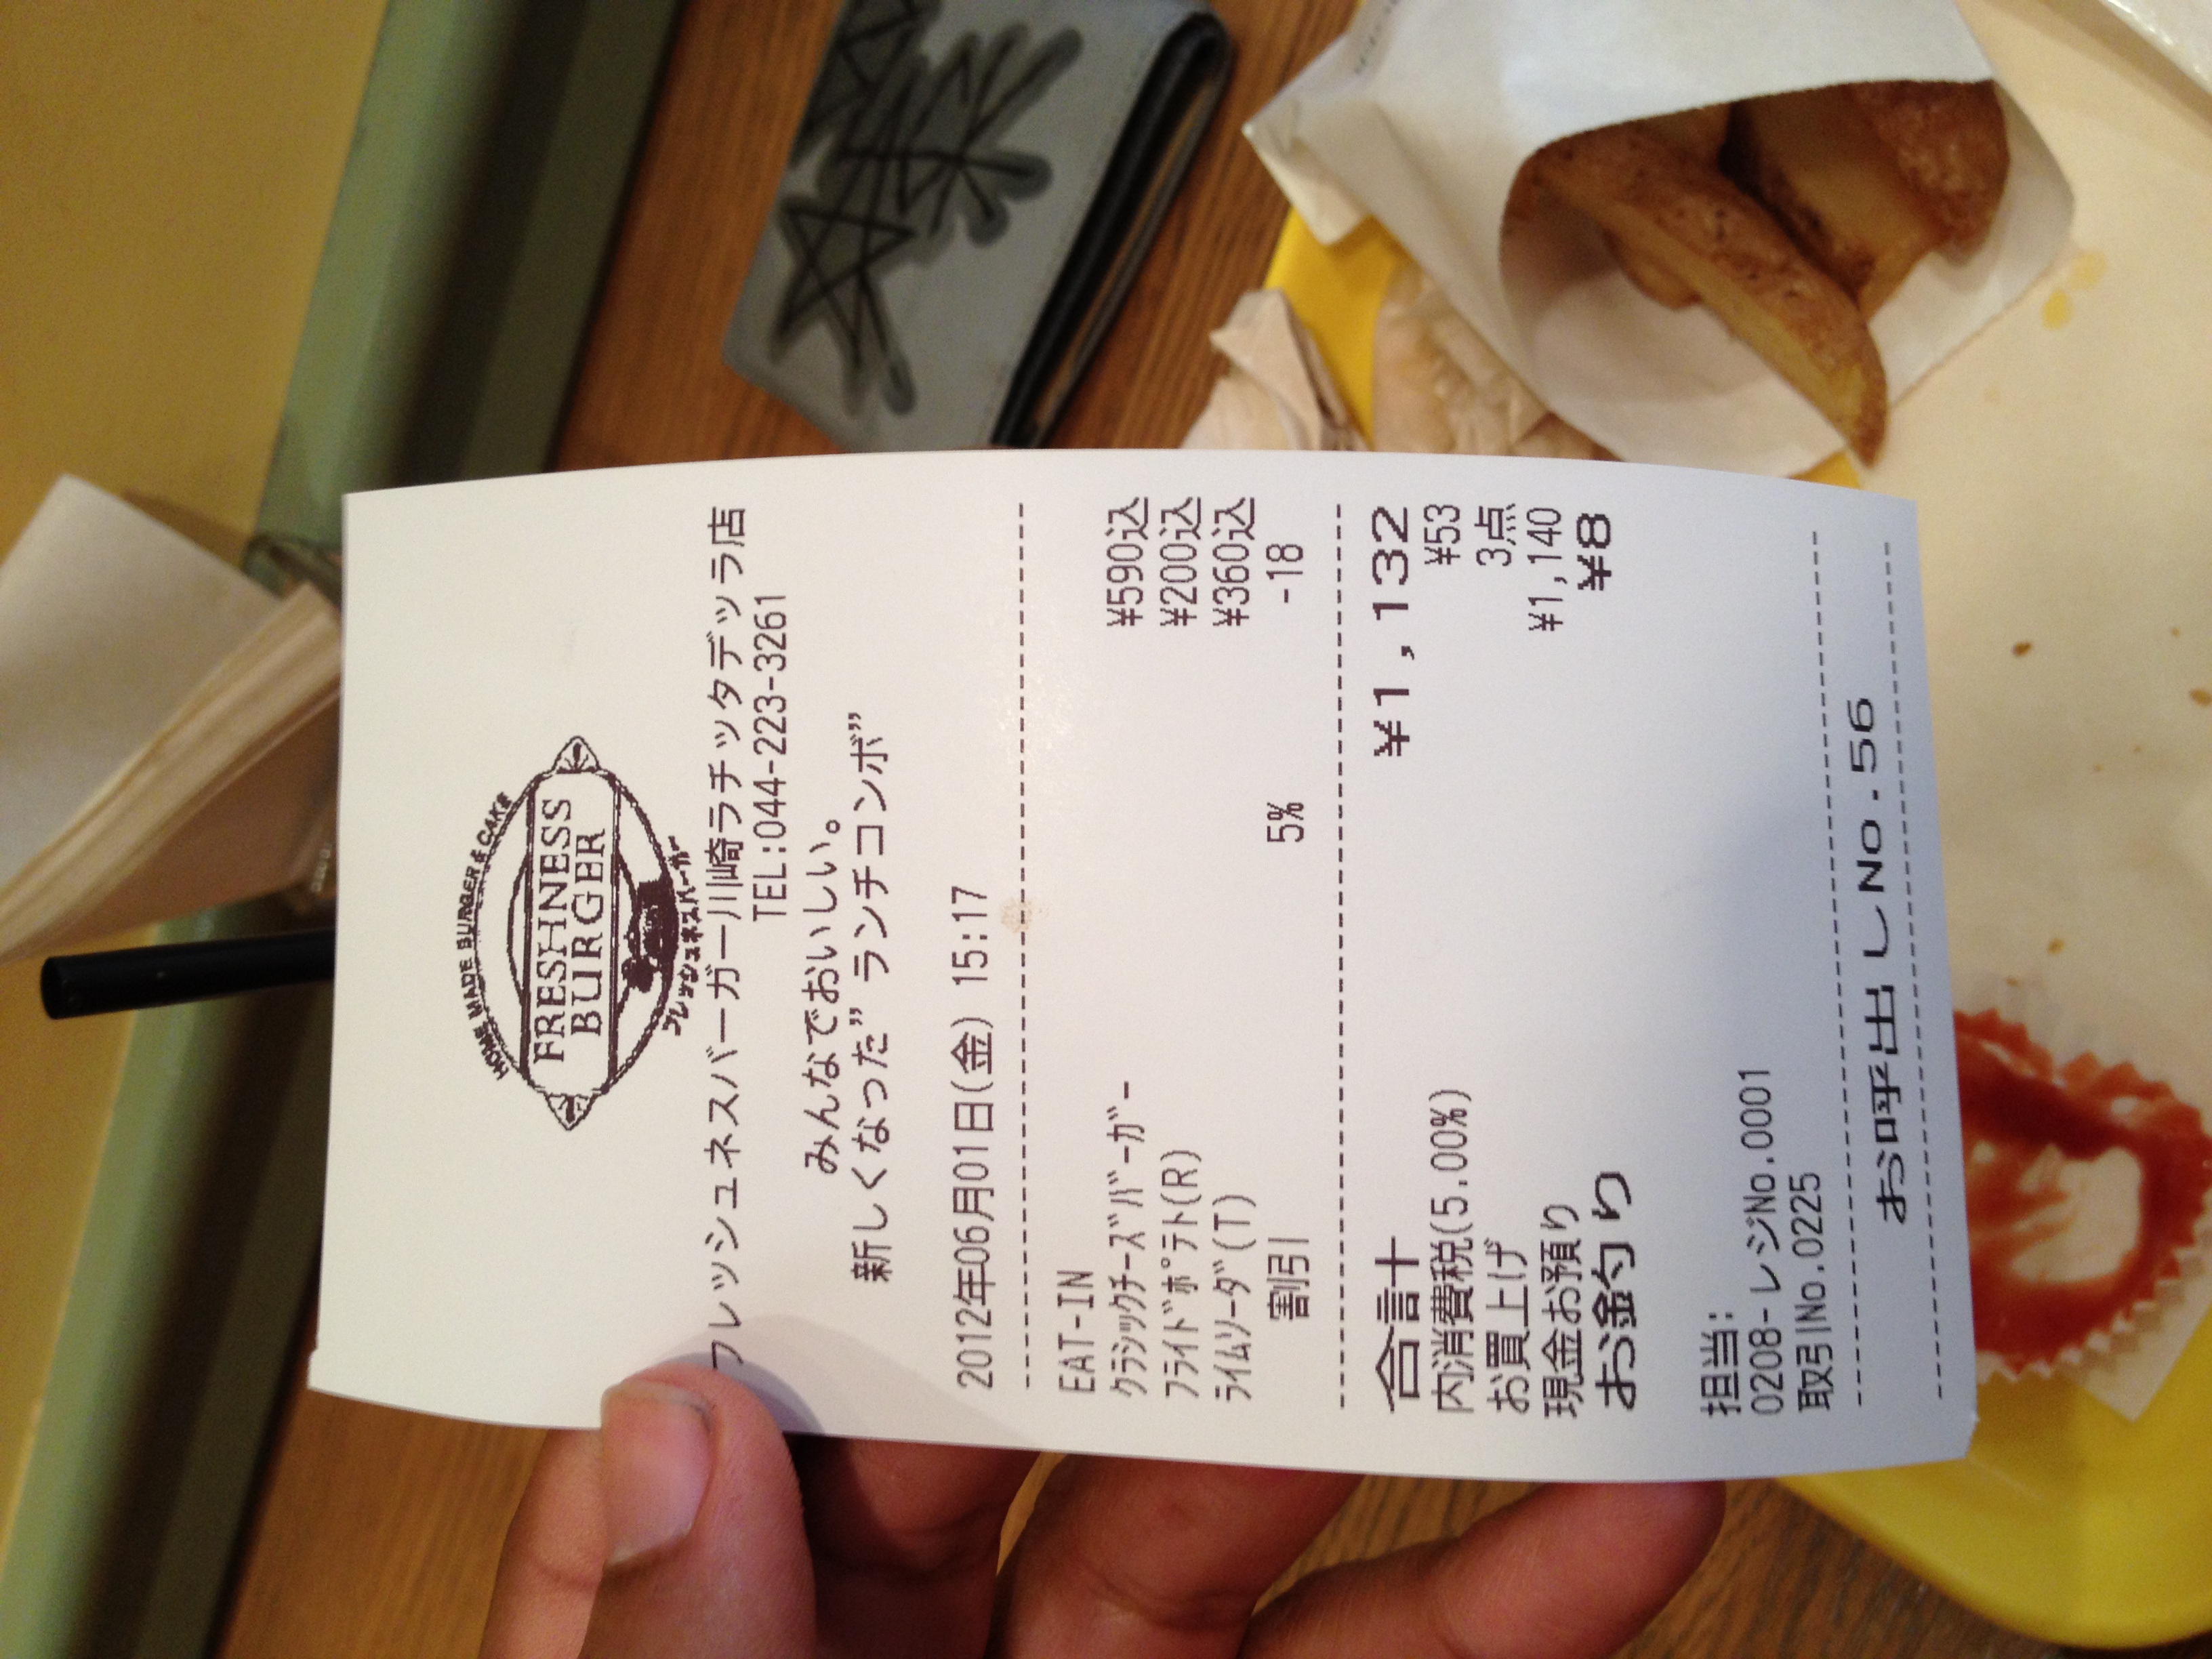 HOME MADE BURGER & CAKE
FRESHNESS
BURGER
フレッシュネスバーガー
フレッシュネスバーガー川崎ラチッタデッラ店
TEL:044-223-3261
みんなでおいしい。
新しくなった”ランチコンボ”
2012年06月01日(金) 15:17
EAT-IN
ｸﾗｼｯｸﾁｰｽﾞﾊﾞｰｶﾞｰ ¥590込
ﾌﾗｲﾄﾞﾎﾟﾃﾄ(R) ¥200込
ﾗｲﾑｿｰﾀﾞ(T) ¥360込
割引 5% -18
合計 ¥1,132
内消費税(5.00%) ¥53
お買上げ 3点
現金お預り ¥1,140
お釣り ¥8
担当:
0208-レジNo.0001
取引No.0225
お呼出しNo.56